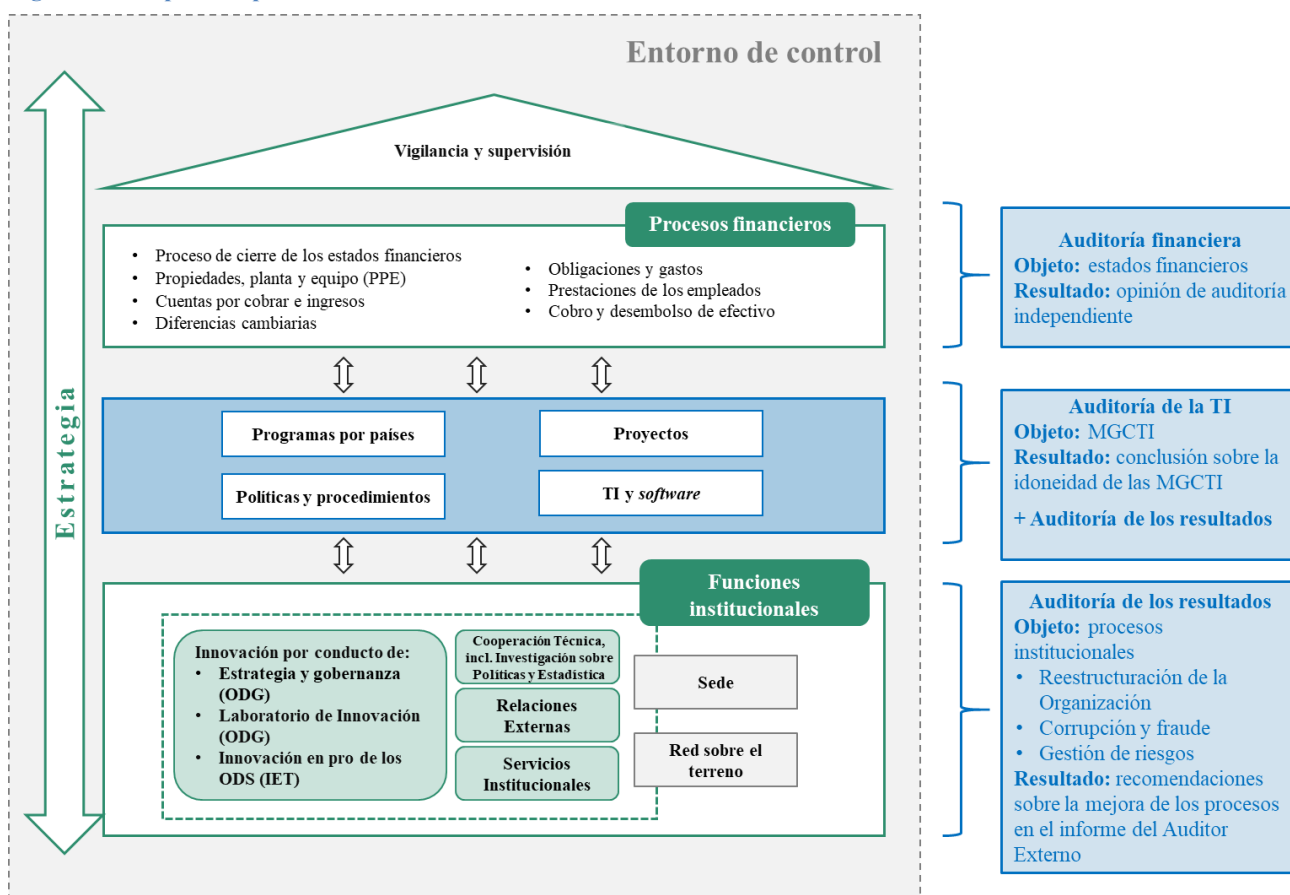 Entorno de control
Estrategia
Vigilancia y supervisión
Procesos financieros
• Proceso de cierre de los estados financieros
• Propiedades, planta y equipo (PPE)
• Cuentas por cobrar e ingresos
• Diferencias cambiarias
• Obligaciones y gastos
• Prestaciones de los empleados
• Cobro y desembolso de efectivo
Auditoría financiera
Objeto: estados financieros
Resultado: opinión de auditoría
independiente
Programas por países
Proyectos
Políticas y procedimientos
TI y software
Auditoría de la TI
Objeto: MGCTI
Resultado: conclusión sobre la
idoneidad de las MGCTI
+ Auditoría de los resultados
Funciones
institucionales
Innovación por conducto de:
• Estrategia y gobernanza
(ODG)
• Laboratorio de Innovación
(ODG)
• Innovación en pro de los
ODS (IET)
Cooperación Técnica,
incl. Investigación sobre
Políticas y Estadística
Relaciones
Externas
Servicios
Institucionales
Sede
Red sobre el
terreno
Auditoría de los resultados
Objeto: procesos
institucionales
• Reestructuración de la
Organización
• Corrupción y fraude
• Gestión de riesgos
Resultado: recomendaciones
sobre la mejora de los procesos
en el informe del Auditor
Externo